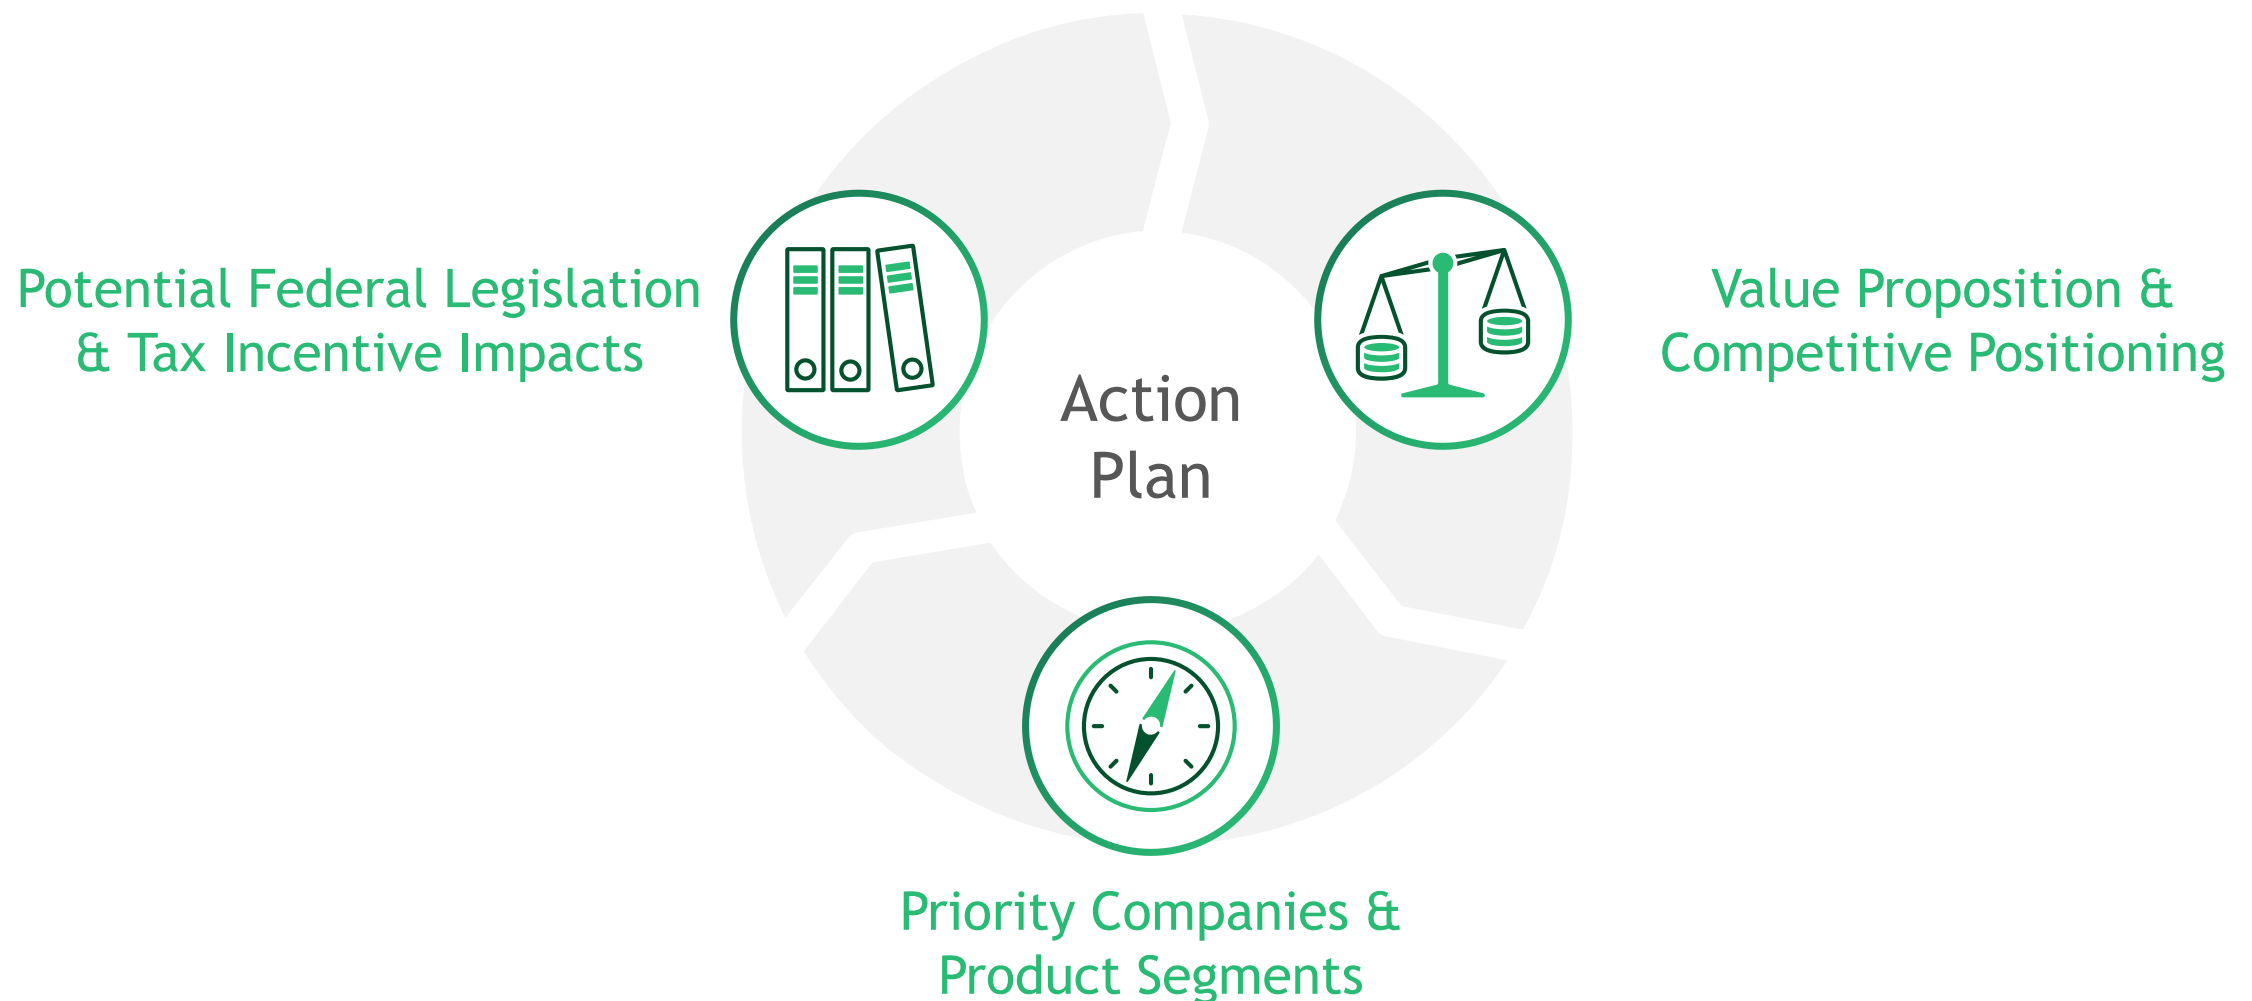 Potential Federal Legislation
& Tax Incentive Impacts
Value Proposition &
Competitive Positioning
Action
Plan
Priority Companies &
Product Segments